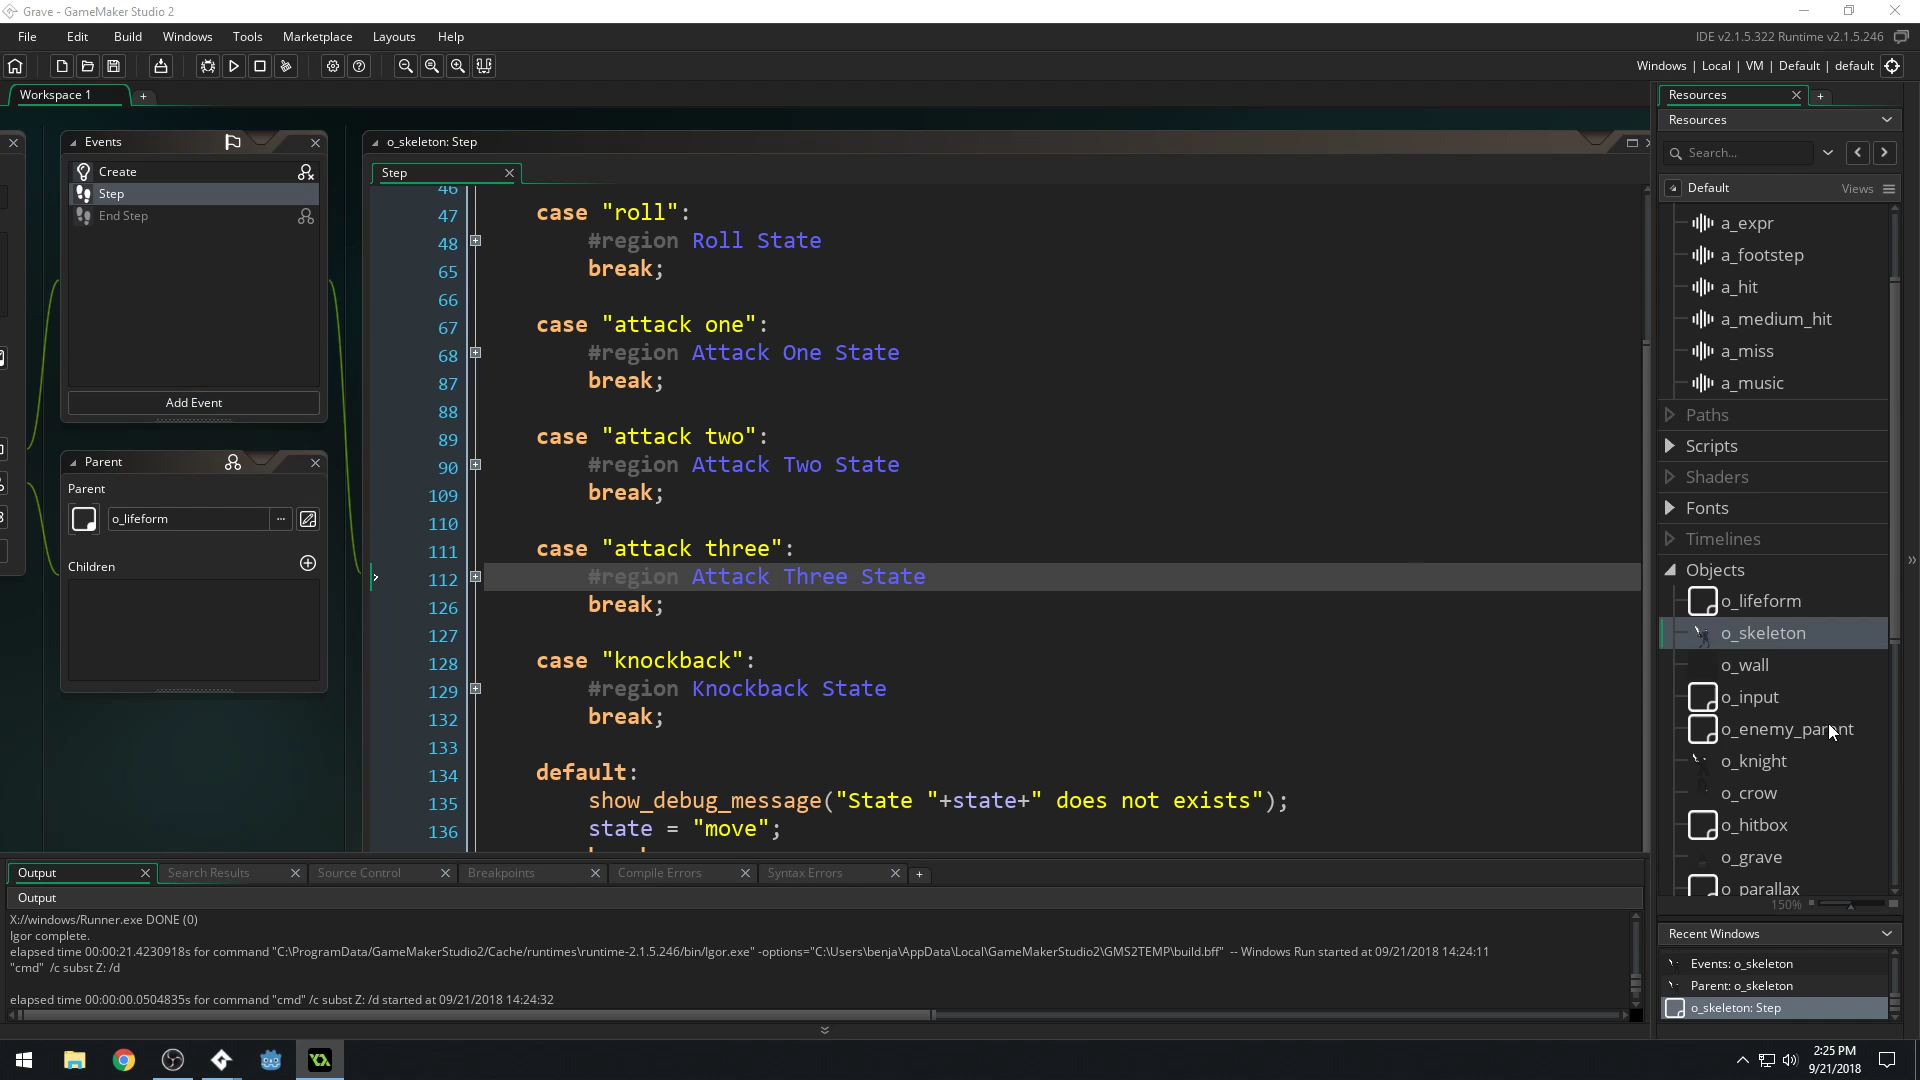 Grave - GameMaker Studio 2
File Edit Build Windows Tools Marketplace Layouts Help
IDE v2.1.5.322 Runtime v2.1.5.246
Windows | Local | VM | Default | default
Workspace 1
Events
Create
Step
End Step
Add Event
Parent
Parent
o_lifeform
Children
o_skeleton: Step
Step
46
47 case "roll":
48 #region Roll State
65 break;
66
67 case "attack one":
68 #region Attack One State
87 break;
88
89 case "attack two":
90 #region Attack Two State
109 break;
110
111 case "attack three":
112 #region Attack Three State
126 break;
127
128 case "knockback":
129 #region Knockback State
132 break;
133
134 default:
135 show_debug_message("State "+state+" does not exists");
136 state = "move";
Resources
Resources
Search...
Default Views
a_expr
a_footstep
a_hit
a_medium_hit
a_miss
a_music
Paths
Scripts
Shaders
Fonts
Timelines
Objects
o_lifeform
o_skeleton
o_wall
o_input
o_enemy_parent
o_knight
o_crow
o_hitbox
o_grave
o_parallax
150%
Recent Windows
Events: o_skeleton
Parent: o_skeleton
o_skeleton: Step
Output Search Results Source Control Breakpoints Compile Errors Syntax Errors
Output
X://windows/Runner.exe DONE (0)
Igor complete.
elapsed time 00:00:21.4230918s for command "C:\ProgramData/GameMakerStudio2/Cache/runtimes\runtime-2.1.5.246/bin/Igor.exe" -options="C:\Users\benja\AppData\Local\GameMakerStudio2\GMS2TEMP\build.bff" -- Windows Run started at 09/21/2018 14:24:11
"cmd" /c subst Z: /d
elapsed time 00:00:00.0504835s for command "cmd" /c subst Z: /d started at 09/21/2018 14:24:32
2:25 PM
9/21/2018